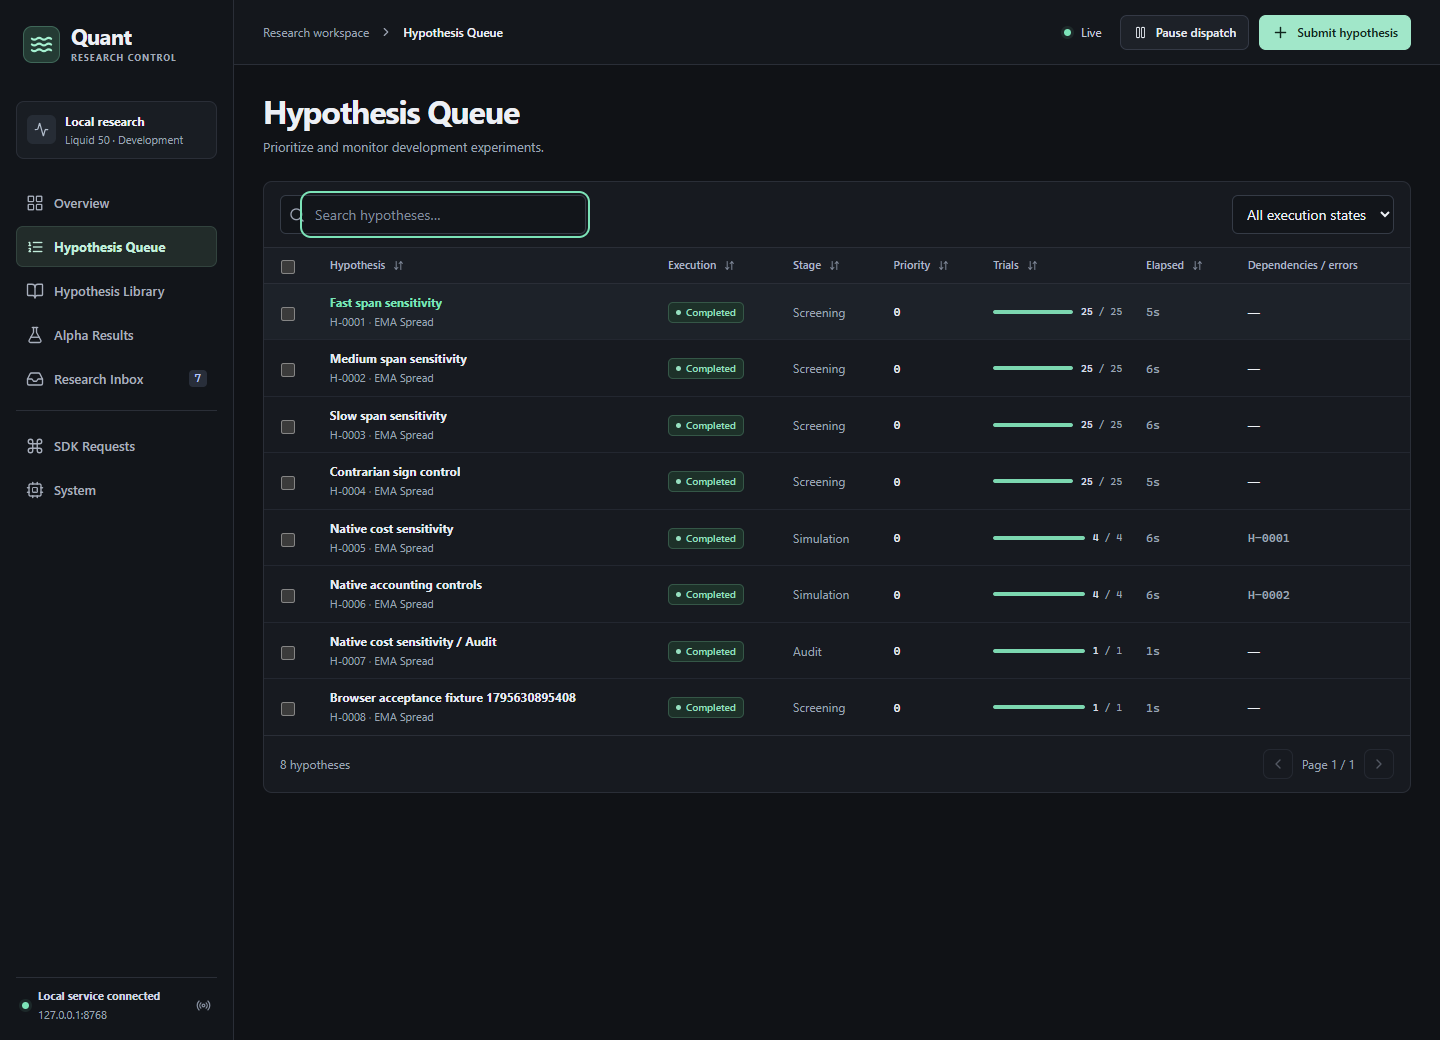 Quant
RESEARCH CONTROL
Local research
Liquid 50 · Development
Overview
Hypothesis Queue
Hypothesis Library
Alpha Results
Research Inbox 7
SDK Requests
System
Local service connected
127.0.0.1:8768
Research workspace > Hypothesis Queue
Live
Pause dispatch
Submit hypothesis
Hypothesis Queue
Prioritize and monitor development experiments.
Search hypotheses...
All execution states
Hypothesis Execution Stage Priority Trials Elapsed Dependencies / errors
Fast span sensitivity
H-0001 · EMA Spread
Completed Screening 0 25 / 25 5s —
Medium span sensitivity
H-0002 · EMA Spread
Completed Screening 0 25 / 25 6s —
Slow span sensitivity
H-0003 · EMA Spread
Completed Screening 0 25 / 25 6s —
Contrarian sign control
H-0004 · EMA Spread
Completed Screening 0 25 / 25 5s —
Native cost sensitivity
H-0005 · EMA Spread
Completed Simulation 0 4 / 4 6s H-0001
Native accounting controls
H-0006 · EMA Spread
Completed Simulation 0 4 / 4 6s H-0002
Native cost sensitivity / Audit
H-0007 · EMA Spread
Completed Audit 0 1 / 1 1s —
Browser acceptance fixture 1795630895408
H-0008 · EMA Spread
Completed Screening 0 1 / 1 1s —
8 hypotheses
Page 1 / 1